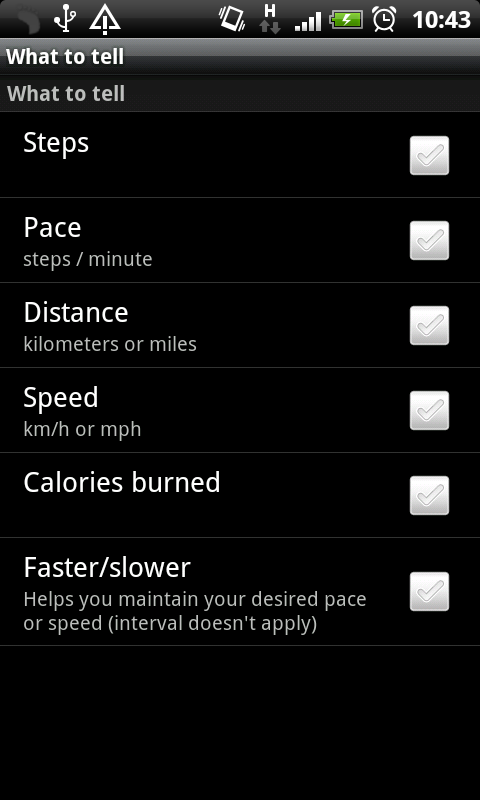 H 10:43
What to tell
What to tell
Steps
Pace
steps / minute
Distance
kilometers or miles
Speed
km/h or mph
Calories burned
Faster/slower
Helps you maintain your desired pace
or speed (interval doesn't apply)